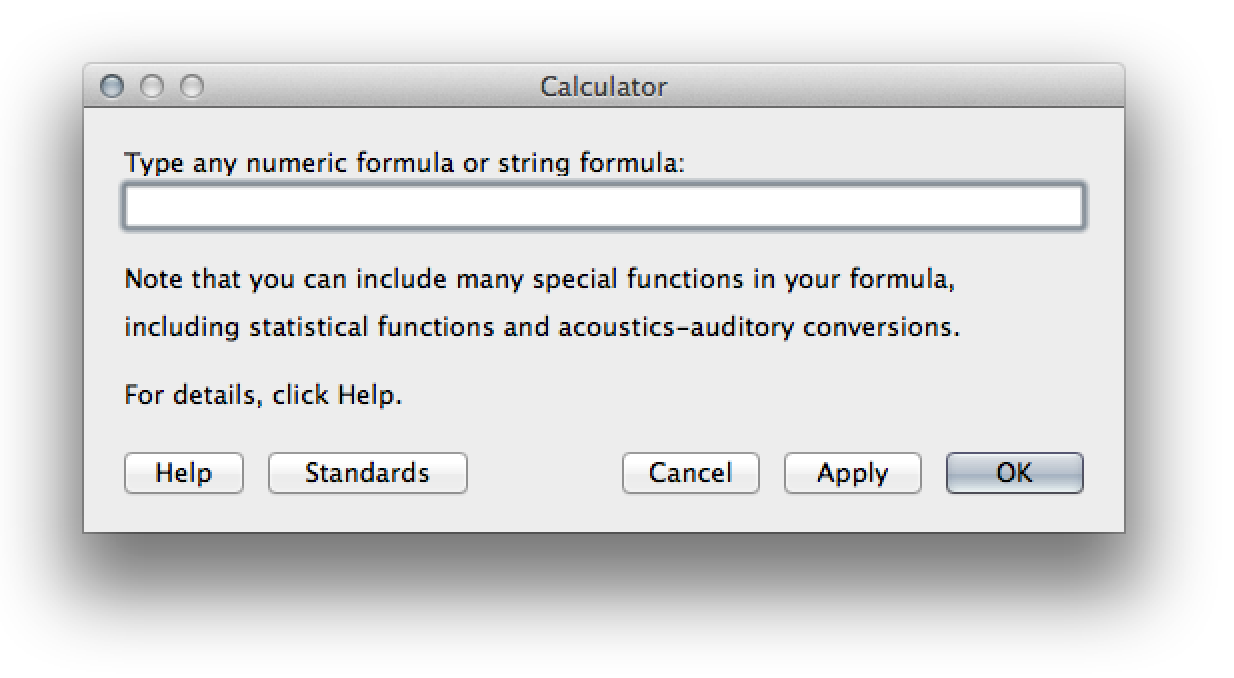 Calculator
Type any numeric formula or string formula:
Note that you can include many special functions in your formula,
including statistical functions and acoustics-auditory conversions.
For details, click Help.
Help Standards Cancel Apply OK